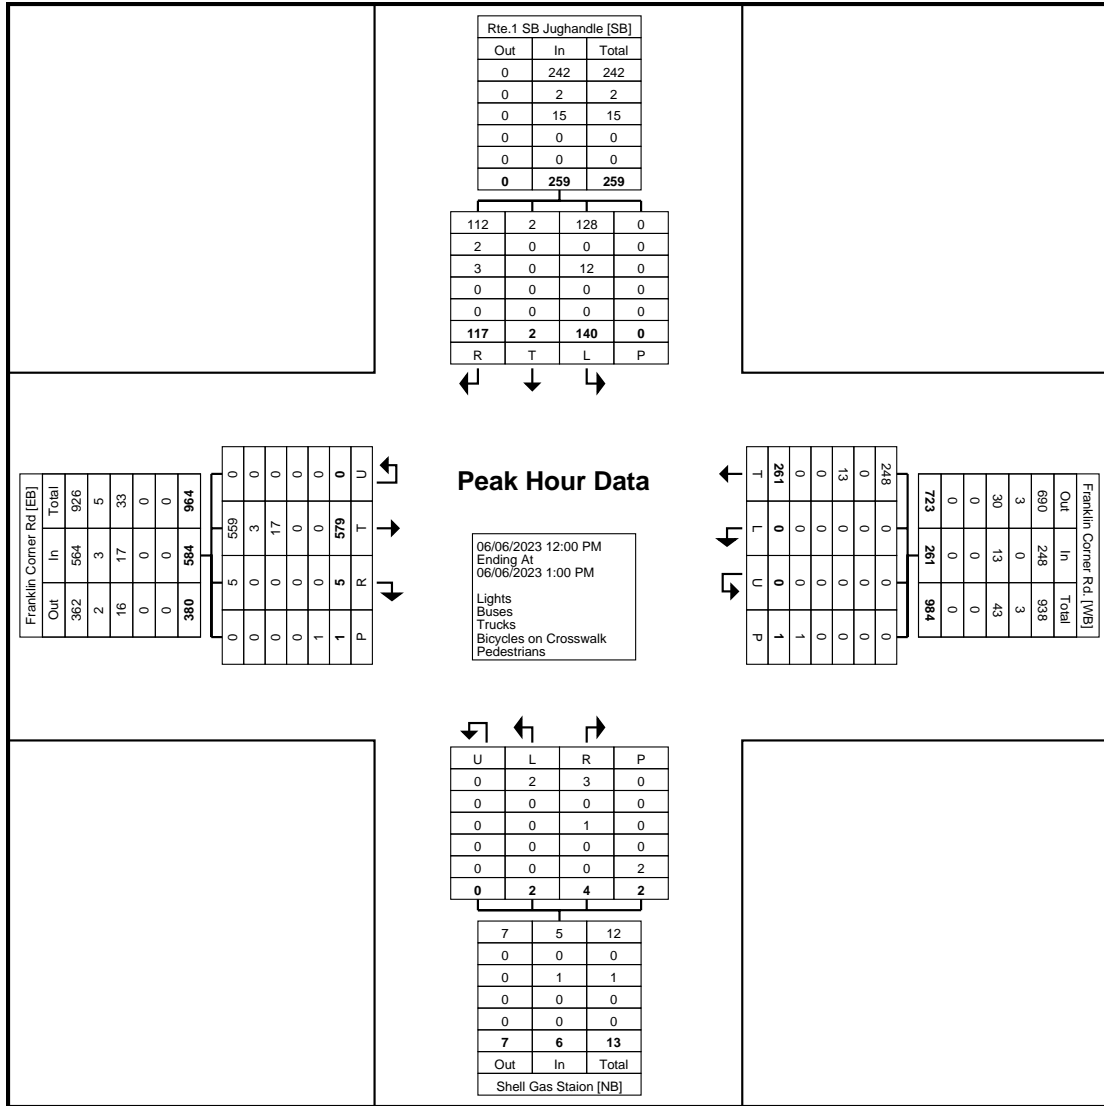 Rte.1 SB Jughandle [SB]
Out In Total
0 242 242
0 2 2
0 15 15
0 0 0
0 0 0
0 259 259
112 2 128 0
2 0 0 0
3 0 12 0
0 0 0 0
0 0 0 0
117 2 140 0
R T L P
Franklin Corner Rd [EB]
Out In Total
362 564 926
2 3 5
16 17 33
0 0 0
0 0 0
380 584 964
0 559 5 0
0 3 0 0
0 17 0 0
0 0 0 0
0 0 0 1
0 579 5 1
U T R P
Peak Hour Data
06/06/2023 12:00 PM
Ending At
06/06/2023 1:00 PM
Lights
Buses
Trucks
Bicycles on Crosswalk
Pedestrians
Franklin Corner Rd. [WB]
Out In Total
690 248 938
3 0 3
30 13 43
0 0 0
0 0 0
723 261 984
248 0 0 0
0 0 0 0
13 0 0 0
0 0 0 0
0 0 0 1
261 0 0 1
T L U P
U L R P
0 2 3 0
0 0 0 0
0 0 1 0
0 0 0 0
0 0 0 2
0 2 4 2
7 5 12
0 0 0
0 1 1
0 0 0
0 0 0
7 6 13
Out In Total
Shell Gas Staion [NB]